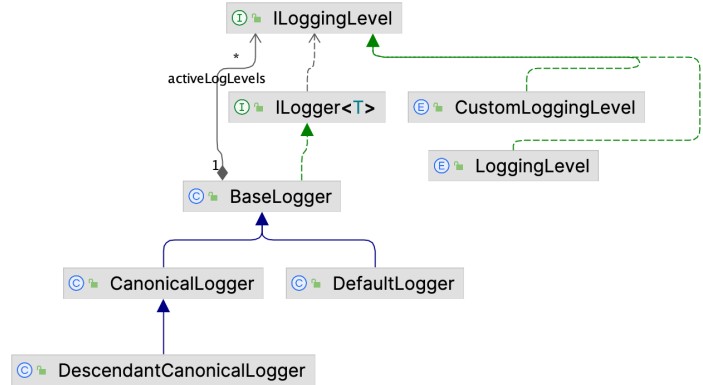 I ILoggingLevel
*
activeLogLevels
I ILogger<T>
E CustomLoggingLevel
E LoggingLevel
1
C BaseLogger
C CanonicalLogger
C DefaultLogger
C DescendantCanonicalLogger